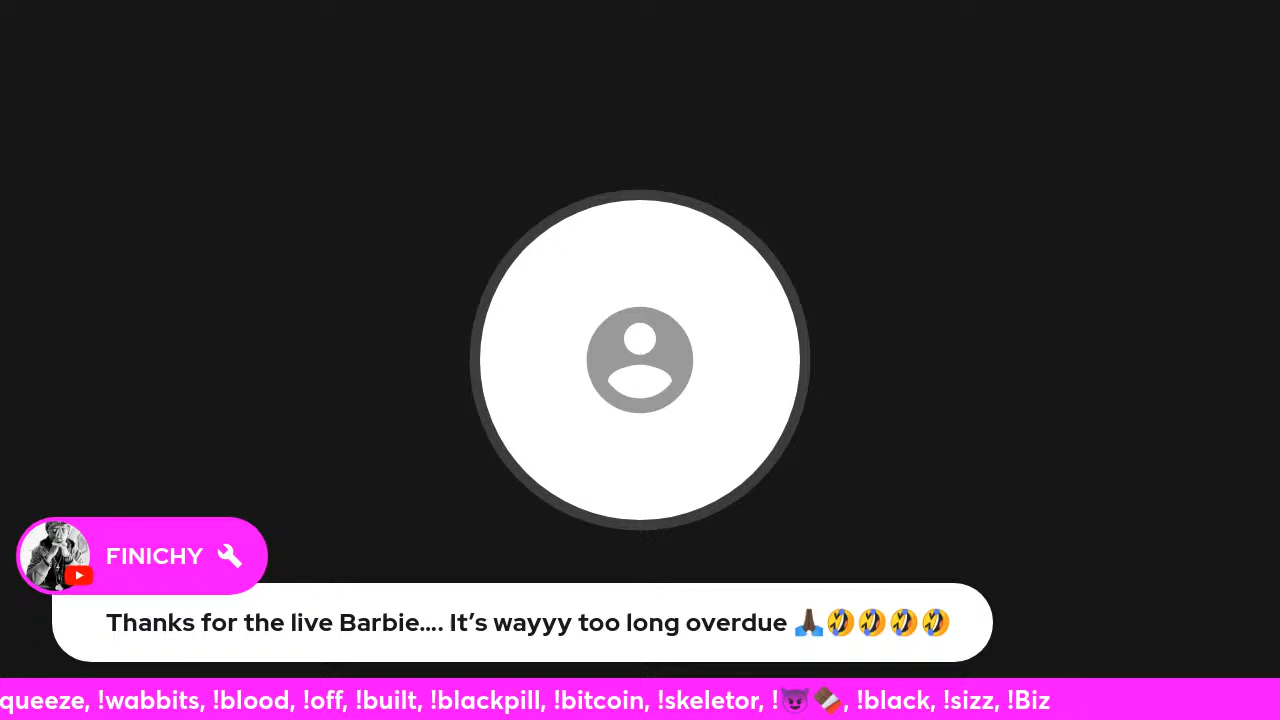 FINICHY
Thanks for the live Barbie.... It’s wayyy too long overdue 🙏🏿🤣🤣🤣🤣
queeze, !wabbits, !blood, !off, !built, !blackpill, !bitcoin, !skeletor, !😈🍫, !black, !sizz, !Biz